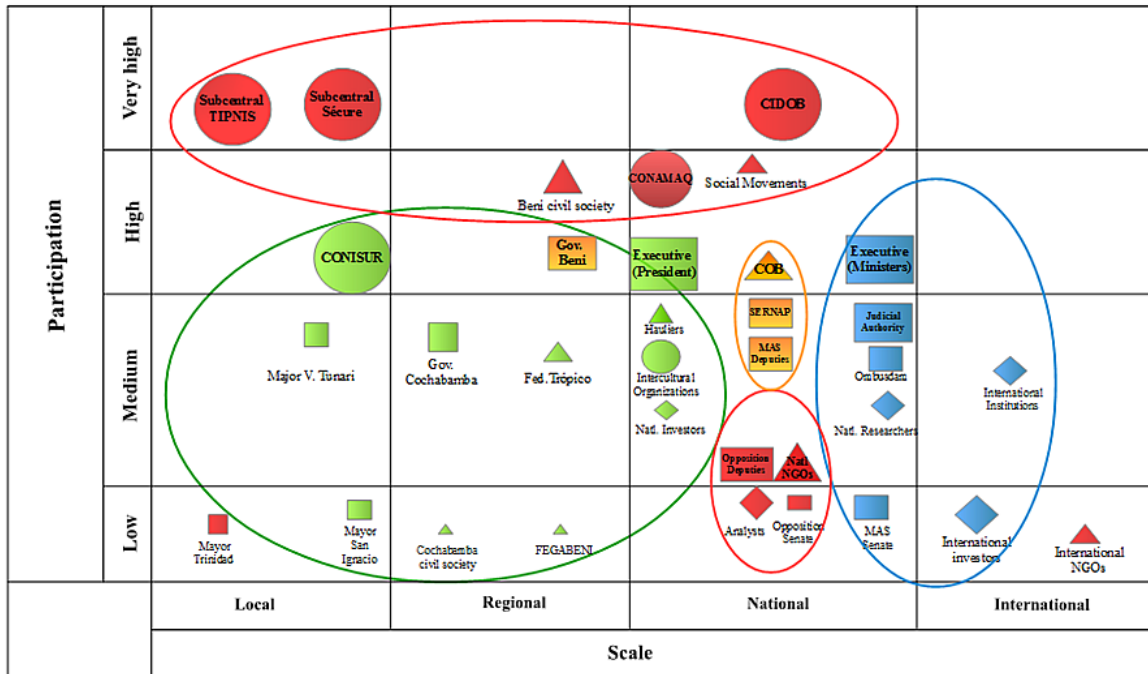 Participation
Very high
High
Medium
Low
Subcentral
TIPNIS
Subcentral
Sécure
CIDOB
Beni civil society
CONAMAQ
Social Movements
CONISUR
Gov.
Beni
Executive
(President)
COB
Executive
(Ministers)
Major V. Tunari
Gov.
Cochabamba
Fed. Trópico
Hauliers
Intercultural
Organizations
Natl. Investors
SERNAP
MAS
Deputies
Judicial
Authority
Ombusdam
Natl. Researchers
International
Institutions
Opposition
Deputies
Natl
NGOs
Mayor
Trinidad
Mayor
San
Ignacio
Cochabamba
civil society
FEGABENI
Analysts
Opposition
Senate
MAS
Senate
International
investors
International
NGOs
Local
Regional
National
International
Scale